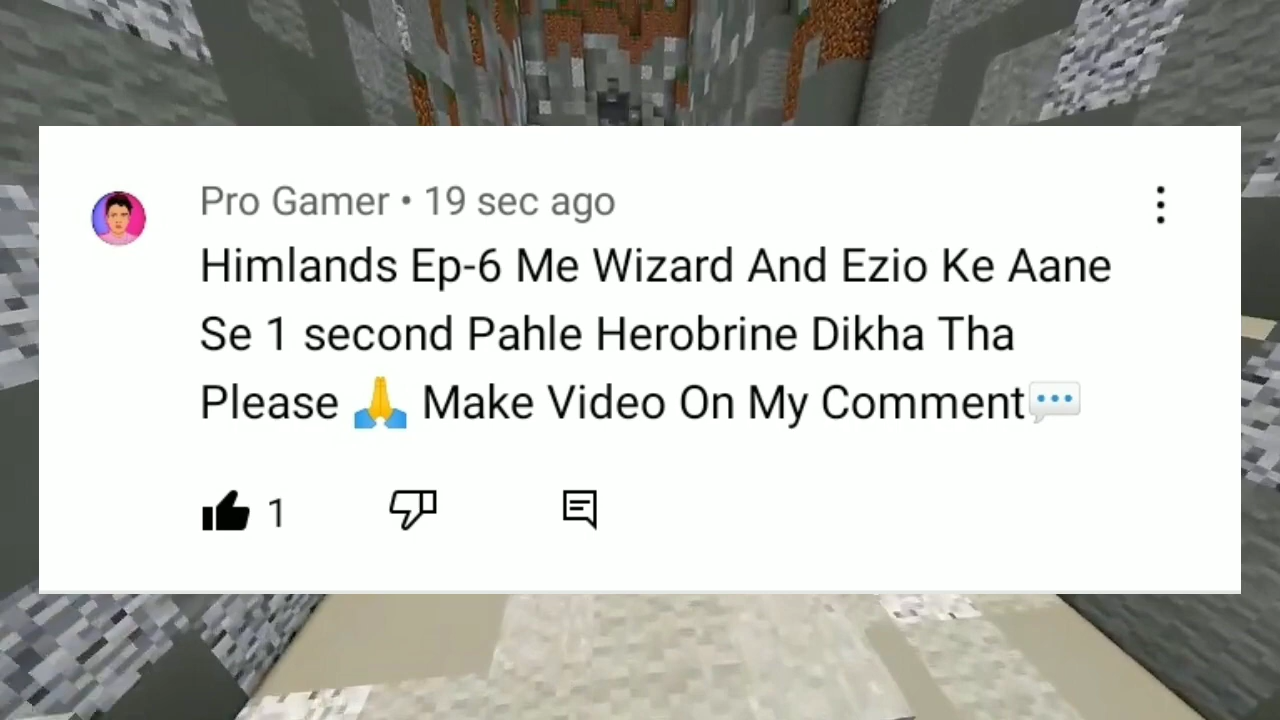 Pro Gamer • 19 sec ago
Himlands Ep-6 Me Wizard And Ezio Ke Aane
Se 1 second Pahle Herobrine Dikha Tha
Please 🙏 Make Video On My Comment💬
1